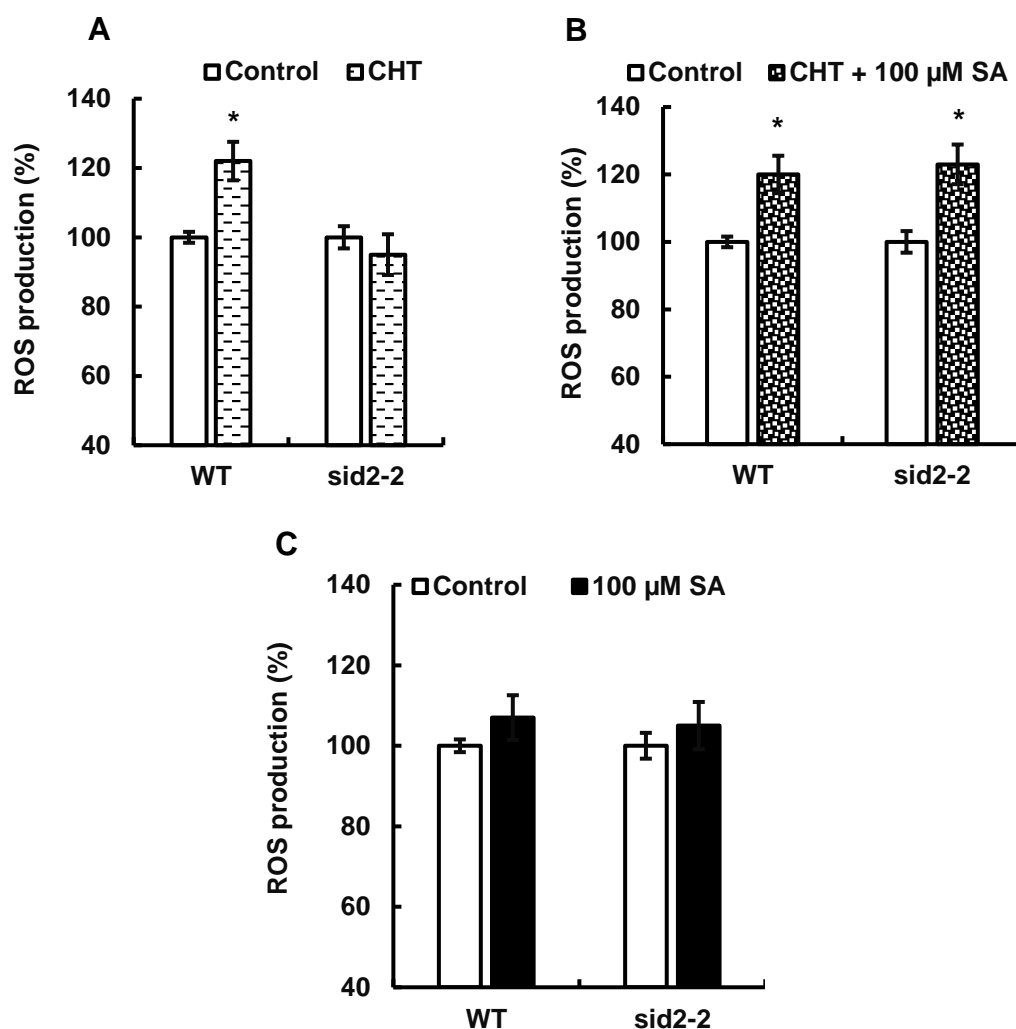 A
Control CHT
ROS production (%)
140
120
100
80
60
40
*
WT sid2-2
B
Control CHT + 100 µM SA
ROS production (%)
140
120
100
80
60
40
* *
WT sid2-2
C
Control 100 µM SA
ROS production (%)
140
120
100
80
60
40
WT sid2-2